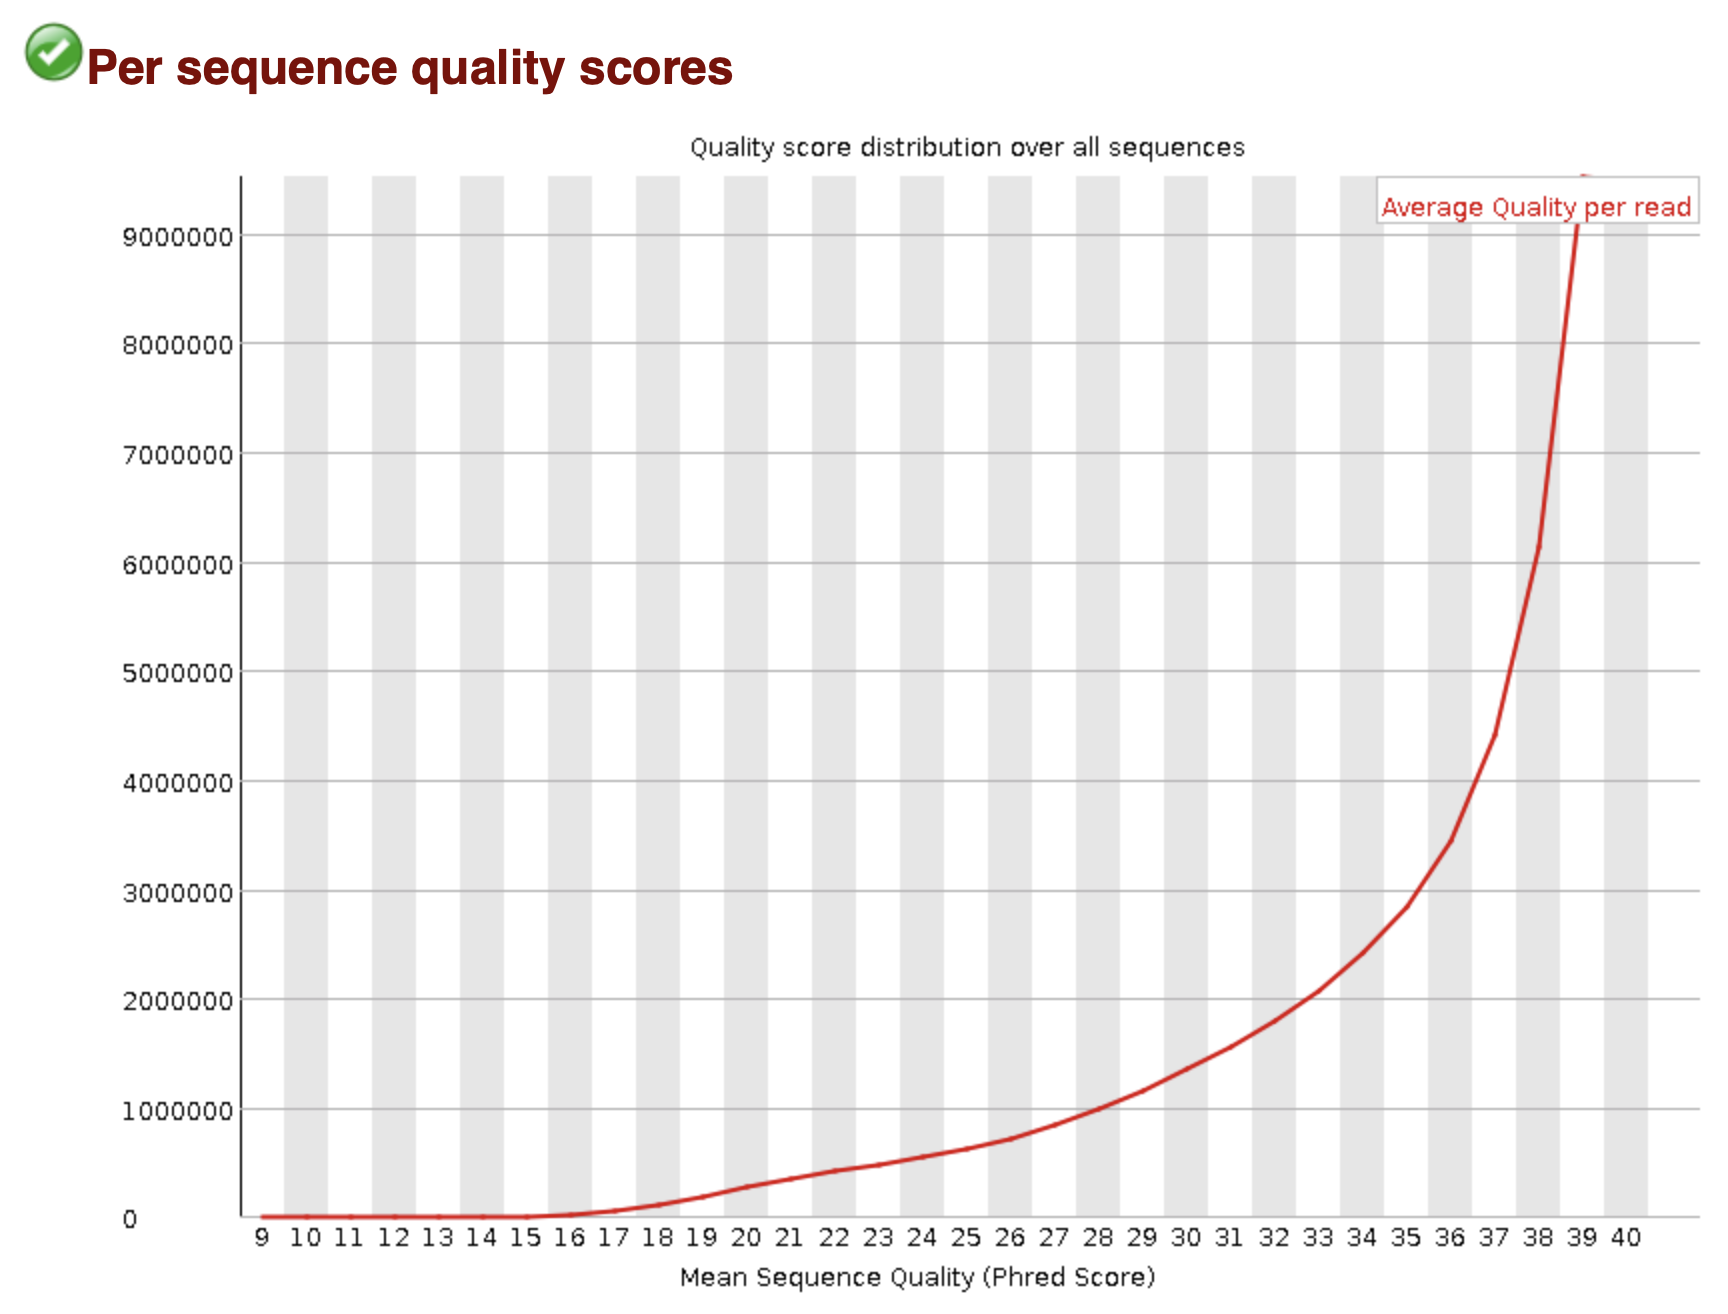 Per sequence quality scores
Quality score distribution over all sequences
Average Quality per read
9000000
8000000
7000000
6000000
5000000
4000000
3000000
2000000
1000000
0
9 10 11 12 13 14 15 16 17 18 19 20 21 22 23 24 25 26 27 28 29 30 31 32 33 34 35 36 37 38 39 40
Mean Sequence Quality (Phred Score)